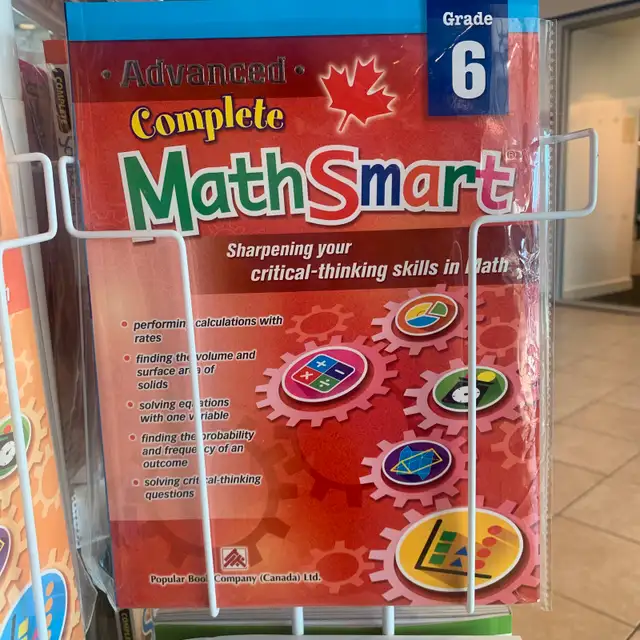 Grade
6
Advanced
Complete
MathSmart
Sharpening your
critical-thinking skills in Math
performing calculations with
rates
finding the volume and
surface area of
solids
solving equations
with one variable
finding the probability
and frequency of an
outcome
solving critical-thinking
questions
Popular Book Company (Canada) Ltd.